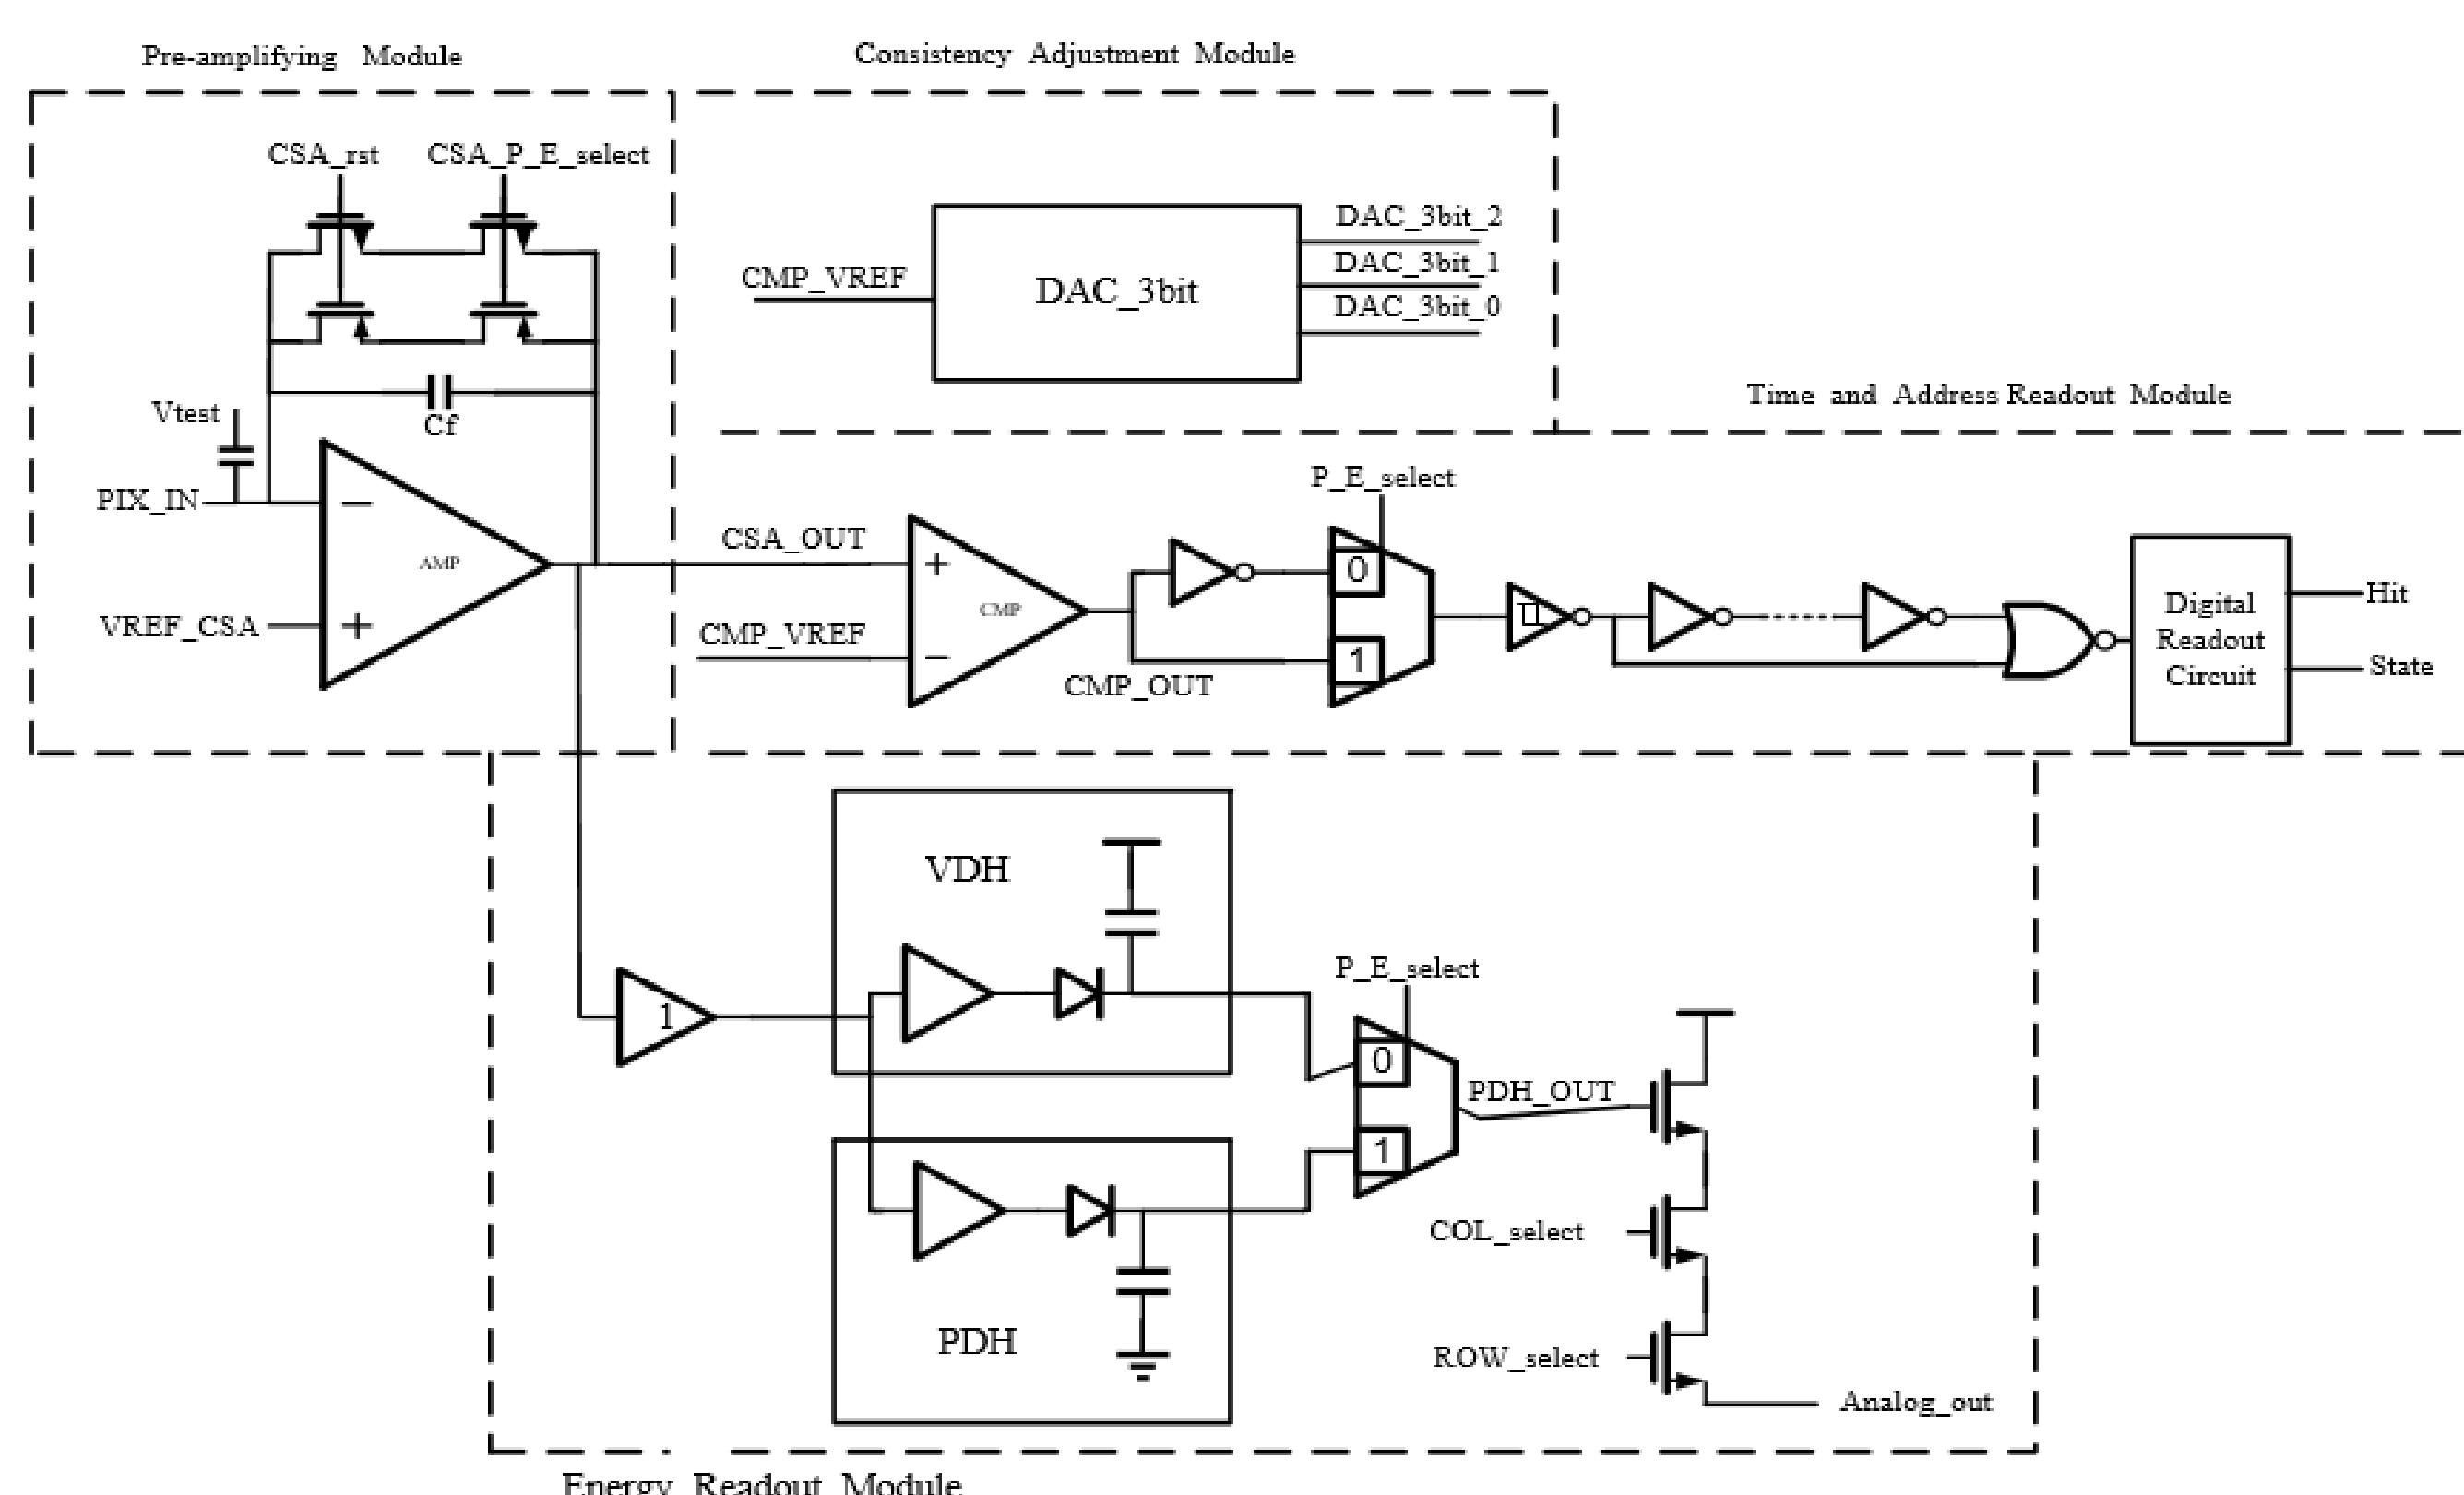 Pre-amplifying Module
Consistency Adjustment Module
CSA_rst
CSA_P_E_select
DAC_3bit_2
DAC_3bit_1
DAC_3bit_0
CMP_VREF
DAC_3bit
Vtest
Cf
Time and Address Readout Module
PIX_IN
AMP
VREF_CSA
CSA_OUT
CMP_VREF
CMP
CMP_OUT
P_E_select
0
1
Digital
Readout
Circuit
Hit
State
VDH
1
P_E_select
0
1
PDH_OUT
PDH
COL_select
ROW_select
Analog_out
Energy Readout Module